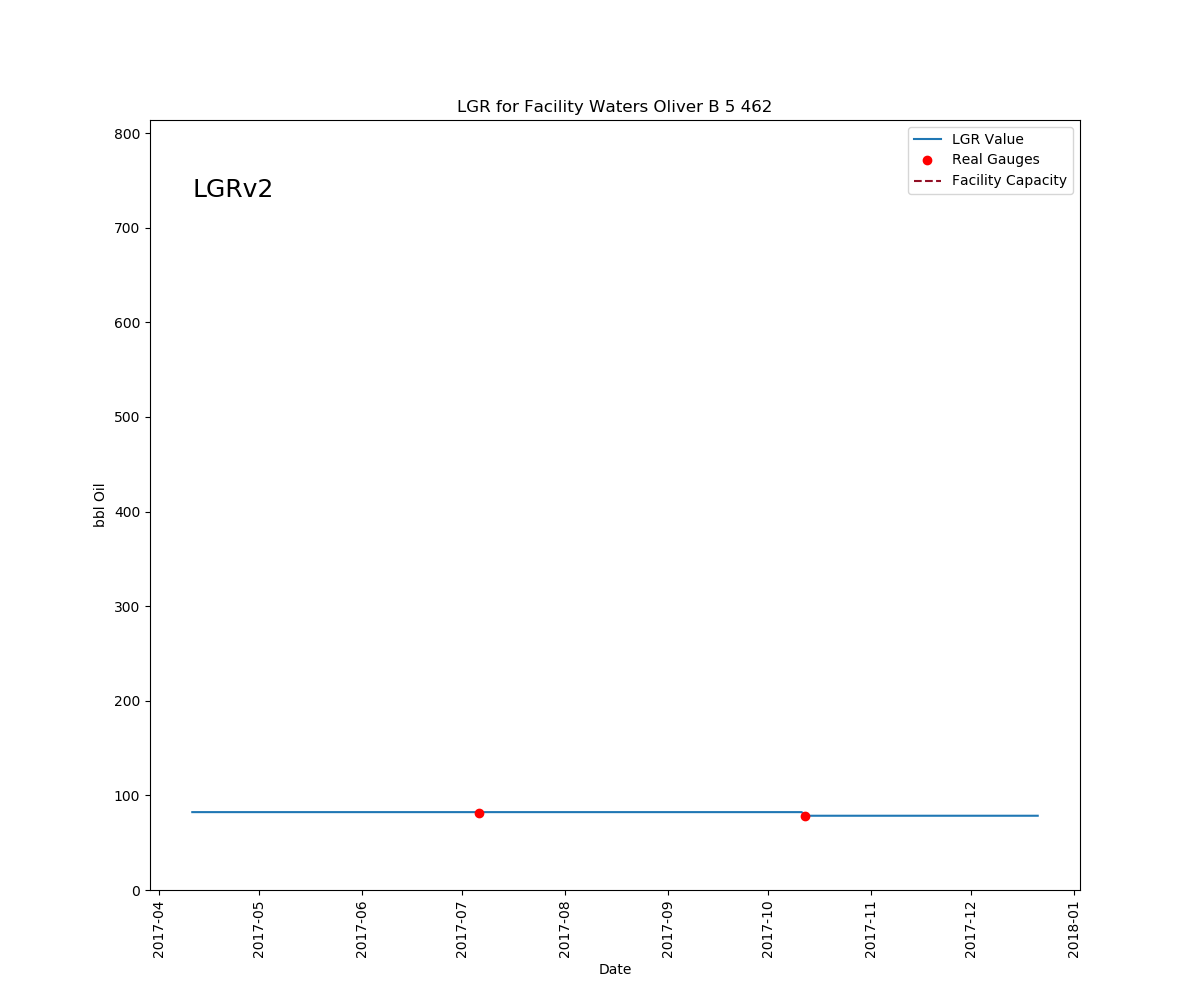 LGR for Facility Waters Oliver B 5 462
LGR Value
Real Gauges
Facility Capacity
LGRv2
800
700
600
500
400
300
200
100
0
bbl Oil
2017-04
2017-05
2017-06
2017-07
2017-08
2017-09
2017-10
2017-11
2017-12
2018-01
Date